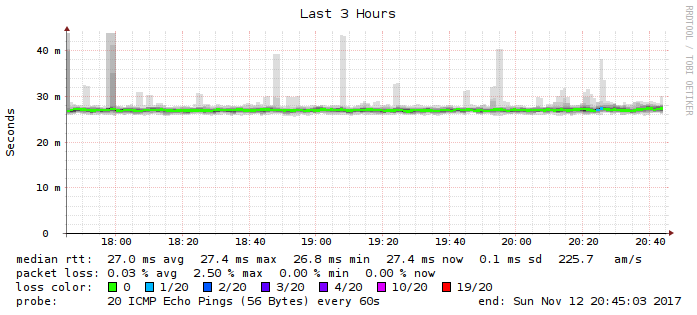 Last 3 Hours
RRDTOOL / TOBI OETIKER
Seconds
40 m
30 m
20 m
10 m
0
18:00 18:20 18:40 19:00 19:20 19:40 20:00 20:20 20:40
median rtt: 27.0 ms avg 27.4 ms max 26.8 ms min 27.4 ms now 0.1 ms sd 225.7 am/s
packet loss: 0.03 % avg 2.50 % max 0.00 % min 0.00 % now
loss color: 0 1/20 2/20 3/20 4/20 10/20 19/20
probe: 20 ICMP Echo Pings (56 Bytes) every 60s end: Sun Nov 12 20:45:03 2017